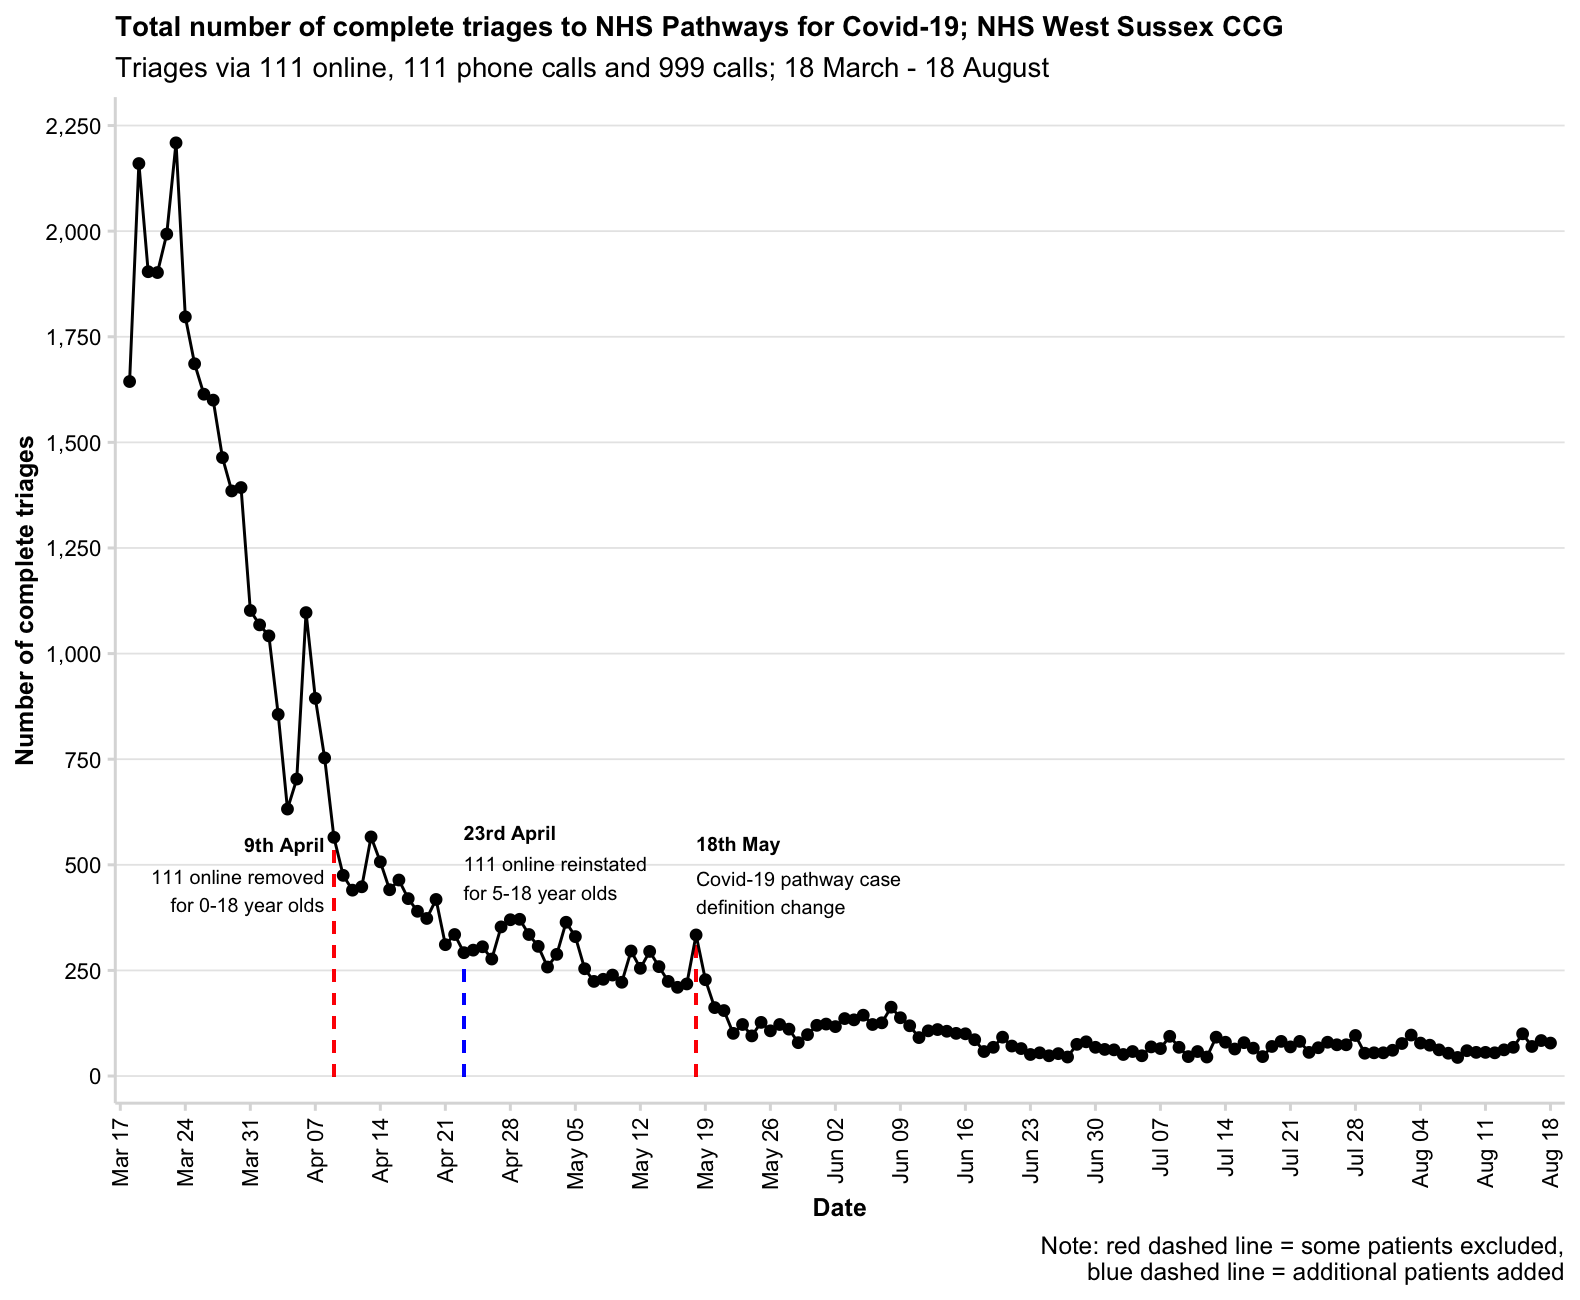 Total number of complete triages to NHS Pathways for Covid-19; NHS West Sussex CCG
Triages via 111 online, 111 phone calls and 999 calls; 18 March - 18 August
Number of complete triages
2,250
2,000
1,750
1,500
1,250
1,000
750
500
250
0
9th April
111 online removed
for 0-18 year olds
23rd April
111 online reinstated
for 5-18 year olds
18th May
Covid-19 pathway case
definition change
Mar 17
Mar 24
Mar 31
Apr 07
Apr 14
Apr 21
Apr 28
May 05
May 12
May 19
May 26
Jun 02
Jun 09
Jun 16
Jun 23
Jun 30
Jul 07
Jul 14
Jul 21
Jul 28
Aug 04
Aug 11
Aug 18
Date
Note: red dashed line = some patients excluded,
blue dashed line = additional patients added